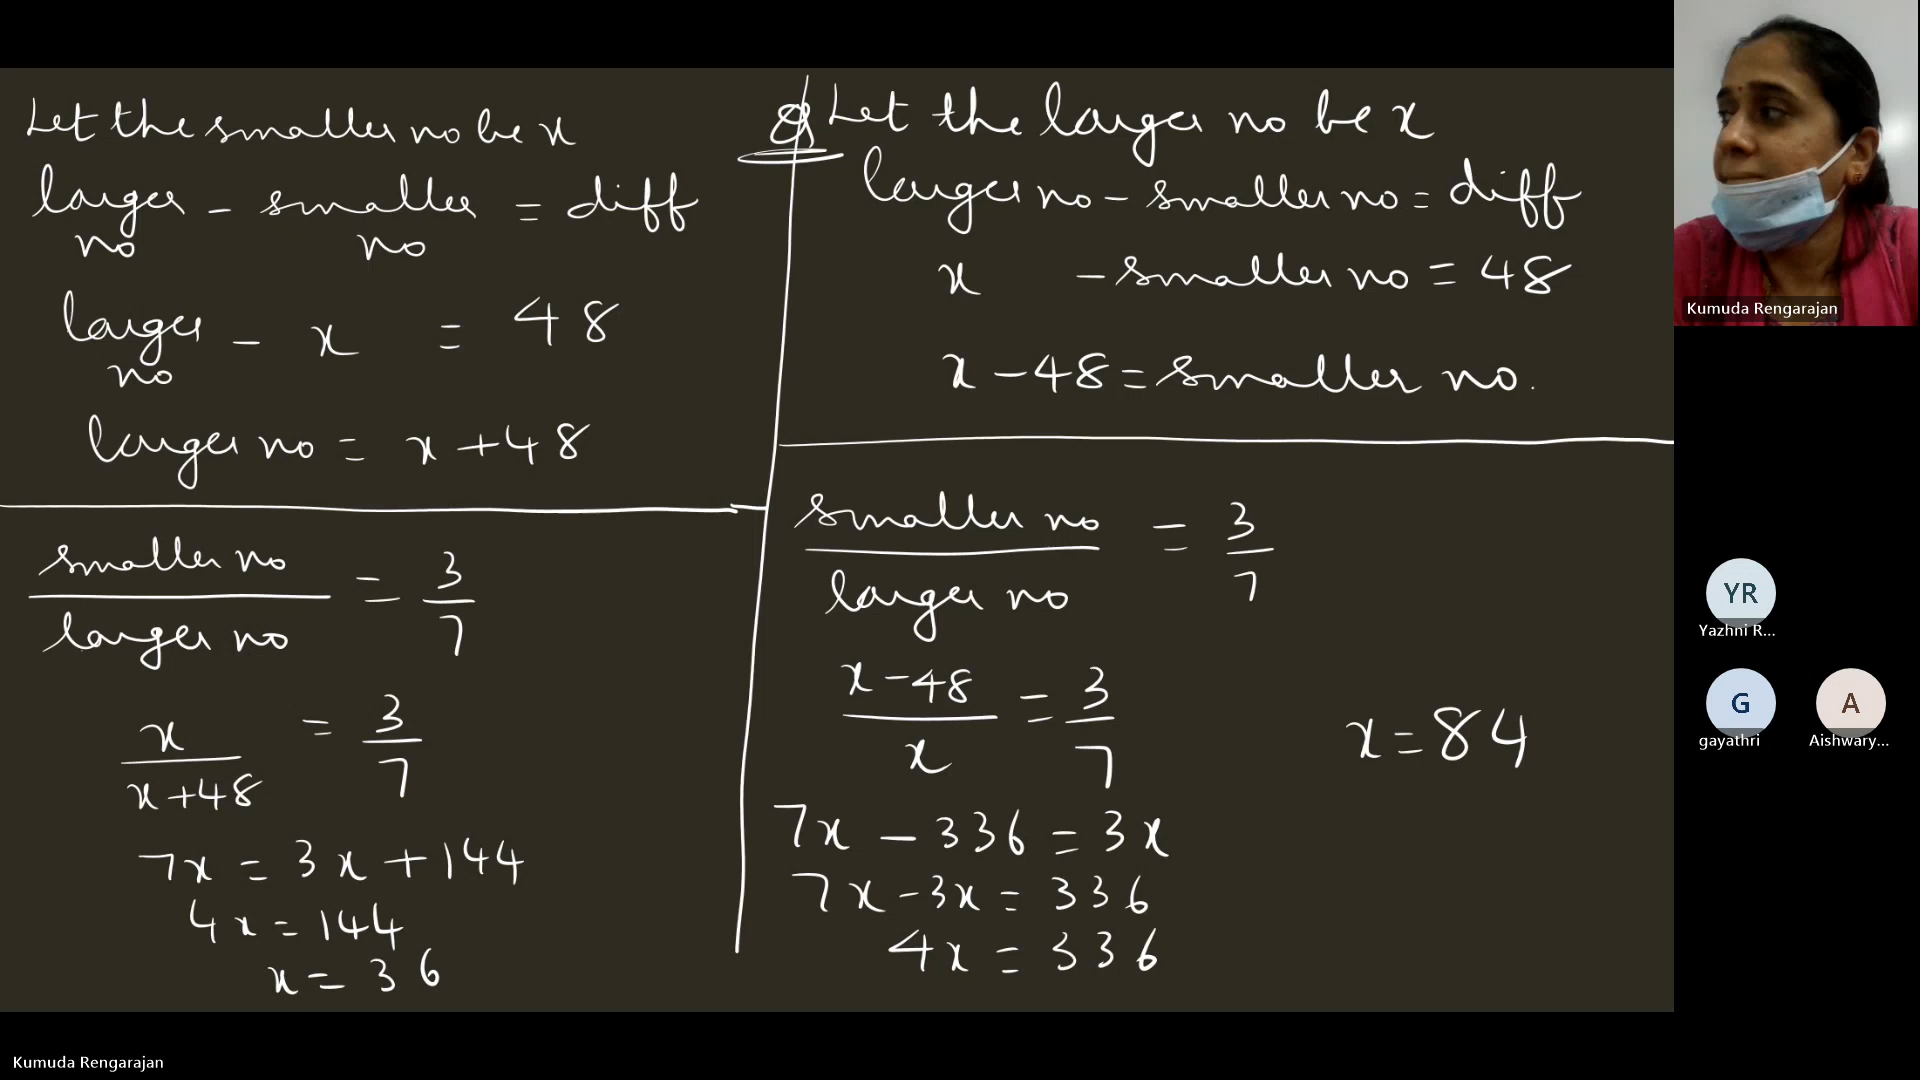 Let the smaller no be x
larger no - smaller no = diff
larger no - x = 48
larger no = x + 48
smaller no / larger no = 3/7
x / x+48 = 3/7
7x = 3x + 144
4x = 144
x = 36
Let the larger no be x
larger no - smaller no = diff
x - smaller no = 48
x - 48 = smaller no.
smaller no / larger no = 3/7
x-48 / x = 3/7
x = 84
7x - 336 = 3x
7x - 3x = 336
4x = 336
Kumuda Rengarajan
YR
Yazhni R...
G
gayathri
A
Aishwary...
Kumuda Rengarajan